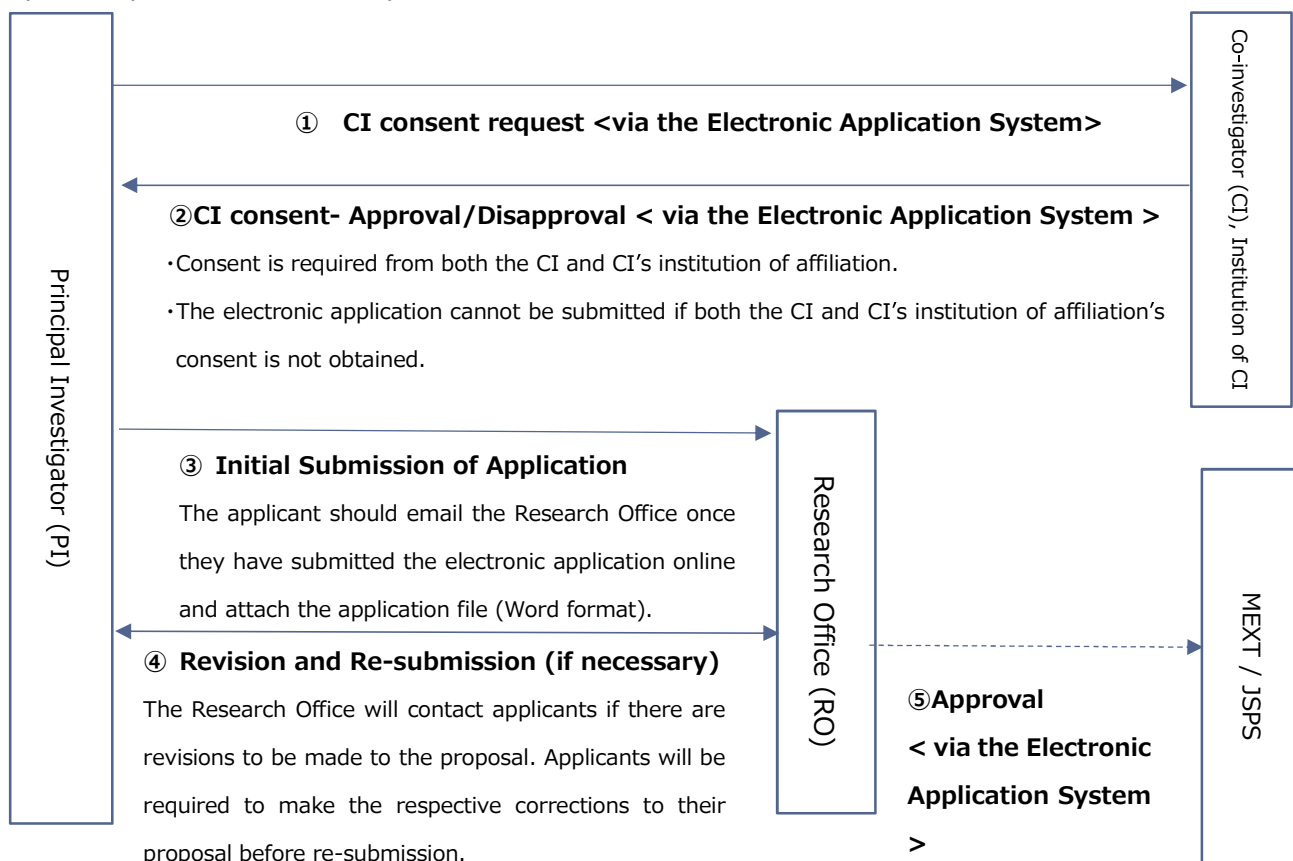 Co-investigator (CI), Institution of CI
① CI consent request <via the Electronic Application System>
②CI consent- Approval/Disapproval < via the Electronic Application System >
・Consent is required from both the CI and CI’s institution of affiliation.
・The electronic application cannot be submitted if both the CI and CI’s institution of affiliation’s
consent is not obtained.
Principal Investigator (PI)
③ Initial Submission of Application
The applicant should email the Research Office once
they have submitted the electronic application online
and attach the application file (Word format).
Research Office (RO)
④ Revision and Re-submission (if necessary)
The Research Office will contact applicants if there are
revisions to be made to the proposal. Applicants will be
required to make the respective corrections to their
proposal before re-submission.
⑤Approval
< via the Electronic
Application System
>
MEXT / JSPS